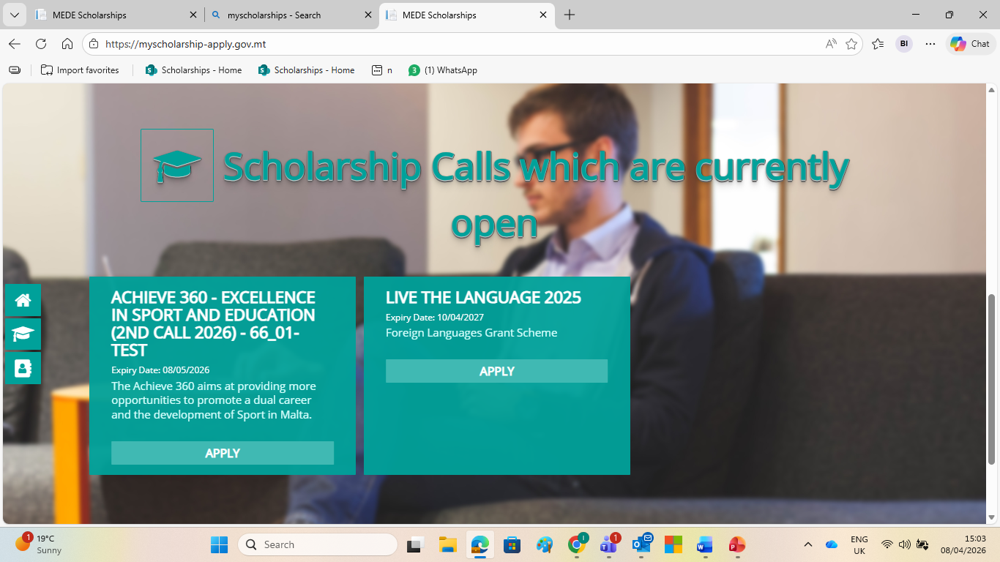 MEDE Scholarships
myscholarships - Search
MEDE Scholarships
https://myscholarship-apply.gov.mt
BI
Chat
Import favorites
Scholarships - Home
Scholarships - Home
n
3
(1) WhatsApp
Scholarship Calls which are currently
open
ACHIEVE 360 - EXCELLENCE
IN SPORT AND EDUCATION
(2ND CALL 2026) - 66_01-
TEST
Expiry Date: 08/05/2026
The Achieve 360 aims at providing more
opportunities to promote a dual career
and the development of Sport in Malta.
APPLY
LIVE THE LANGUAGE 2025
Expiry Date: 10/04/2027
Foreign Languages Grant Scheme
APPLY
1
19°C
Sunny
Search
1
ENG
UK
15:03
08/04/2026